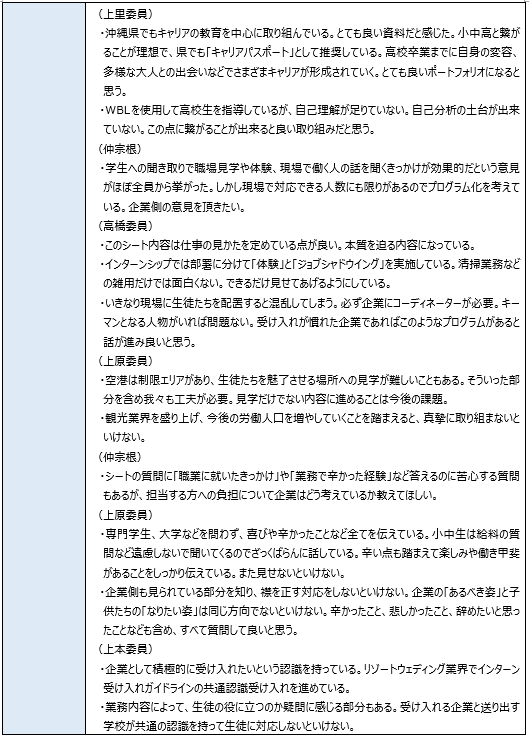 （上里委員）
・沖縄県でもキャリアの教育を中心に取り組んでいる。とても良い資料だと感じた。小中高と繋が
ることが理想で、県でも「キャリアパスポート」として推奨している。高校卒業までに自身の変容、
多様な大人との出会いなどでさまざまキャリアが形成されていく。とても良いポートフォリオになると
思う。
・ＷＢＬを使用して高校生を指導しているが、自己理解が足りていない。自己分析の土台が出来
ていない。この点に繋がることが出来ると良い取り組みだと思う。
（仲宗根）
・学生への聞き取りで職場見学や体験、現場で働く人の話を聞くきっかけが効果的だという意見
がほぼ全員から挙がった。しかし現場で対応できる人数にも限りがあるのでプログラム化を考えて
いる。企業側の意見を頂きたい。
（高橋委員）
・このシート内容は仕事の見かたを定めている点が良い。本質を迫る内容になっている。
・インターンシップでは部署に分けて「体験」と「ジョブシャドウイング」を実施している。清掃業務など
の雑用だけでは面白くない。できるだけ見せてあげるようにしている。
・いきなり現場に生徒たちを配置すると混乱してしまう。必ず企業にコーディネーターが必要。キー
マンとなる人物がいれば問題ない。受け入れが慣れた企業であればこのようなプログラムがあると
話が進み良いと思う。
（上原委員）
・空港は制限エリアがあり、生徒たちを魅了させる場所への見学が難しいこともある。そういった部
分を含め我々も工夫が必要。見学だけでない内容に進めることは今後の課題。
・観光業界を盛り上げ、今後の労働人口を増やしていくことを踏まえると、真摯に取り組まないと
いけない。
（仲宗根）
・シートの質問に「職業に就いたきっかけ」や「業務で辛かった経験」など答えるのに苦心する質問
もあるが、担当する方への負担について企業はどう考えているか教えてほしい。
（上原委員）
・専門学生、大学などを問わず、喜びや辛かったことなど全てを伝えている。小中生は給料の質
問など遠慮しないで聞いてくるのでざっくばらんに話している。辛い点も踏まえて楽しみや働き甲斐
があることをしっかり伝えている。また見せないといけない。
・企業側も見られている部分を知り、襟を正す対応をしないといけない。企業の「あるべき姿」と子
供たちの「なりたい姿」は同じ方向でないといけない。辛かったこと、悲しかったこと、辞めたいと思っ
たことなども含め、すべて質問して良いと思う。
（上本委員）
・企業として積極的に受け入れたいという認識を持っている。リゾートウェディング業界でインターン
受け入れガイドラインの共通認識受け入れを進めている。
・業務内容によって、生徒の役に立つのか疑問に感じる部分もある。受け入れる企業と送り出す
学校が共通の認識を持って生徒に対応しないといけない。